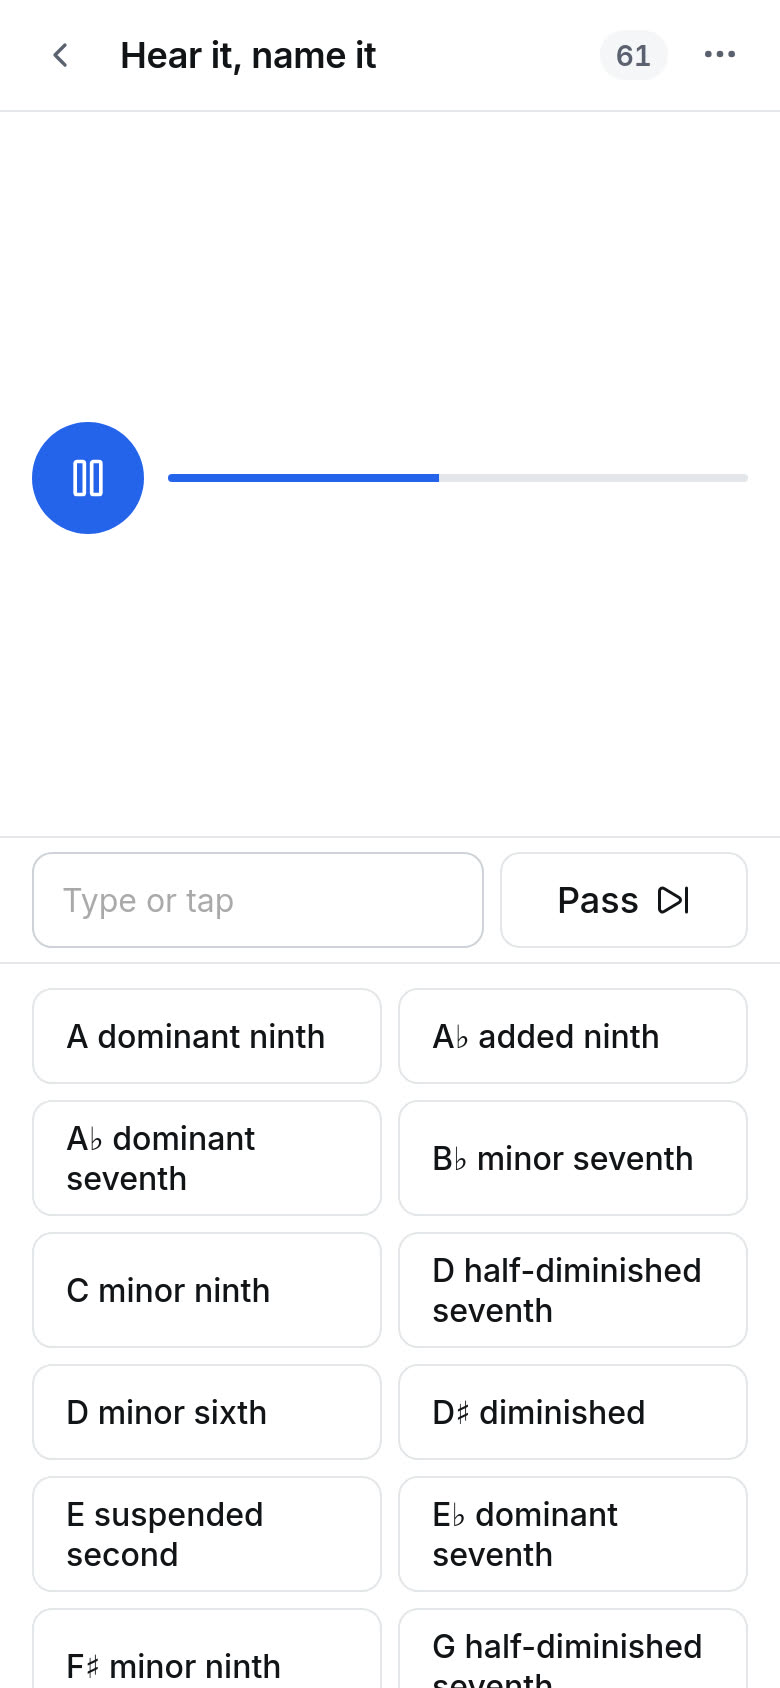 Hear it, name it
61
Type or tap
Pass
A dominant ninth
A♭ added ninth
A♭ dominant
seventh
B♭ minor seventh
C minor ninth
D half-diminished
seventh
D minor sixth
D♯ diminished
E suspended
second
E♭ dominant
seventh
F♯ minor ninth
G half-diminished
seventh